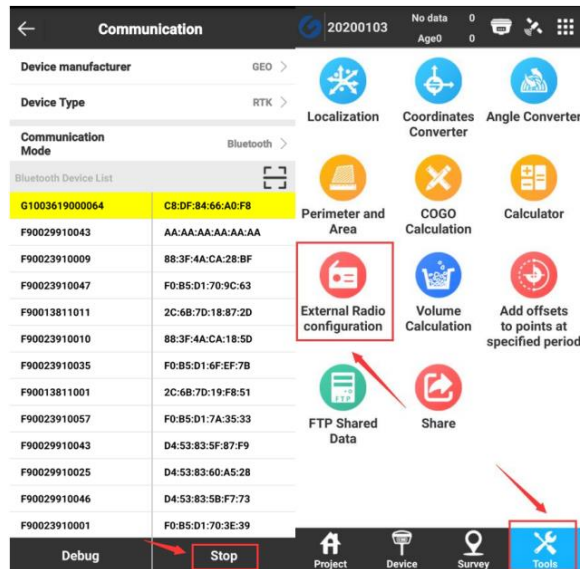 Communication
Device manufacturer GEO
Device Type RTK
Communication
Mode
Bluetooth
Bluetooth Device List
G1003619000064 C8:DF:84:66:A0:F8
F90029910043 AA:AA:AA:AA:AA:AA
F90023910009 88:3F:4A:CA:28:BF
F90023910047 F0:B5:D1:70:9C:63
F90013811011 2C:6B:7D:18:87:2D
F90023910010 88:3F:4A:CA:18:5D
F90023910035 F0:B5:D1:6F:EF:7B
F90013811001 2C:6B:7D:19:F8:51
F90023910057 F0:B5:D1:7A:35:33
F90029910043 D4:53:83:5F:87:F9
F90029910025 D4:53:83:60:A5:28
F90029910046 D4:53:83:5B:F7:73
F90023910001 F0:B5:D1:70:3E:39
Debug Stop
20200103
No data 0
Age0 0
Localization
Coordinates
Converter
Angle Converter
Perimeter and
Area
COGO
Calculation
Calculator
External Radio
configuration
Volume
Calculation
Add offsets
to points at
specified period
FTP
FTP Shared
Data
Share
Project Device Survey Tools